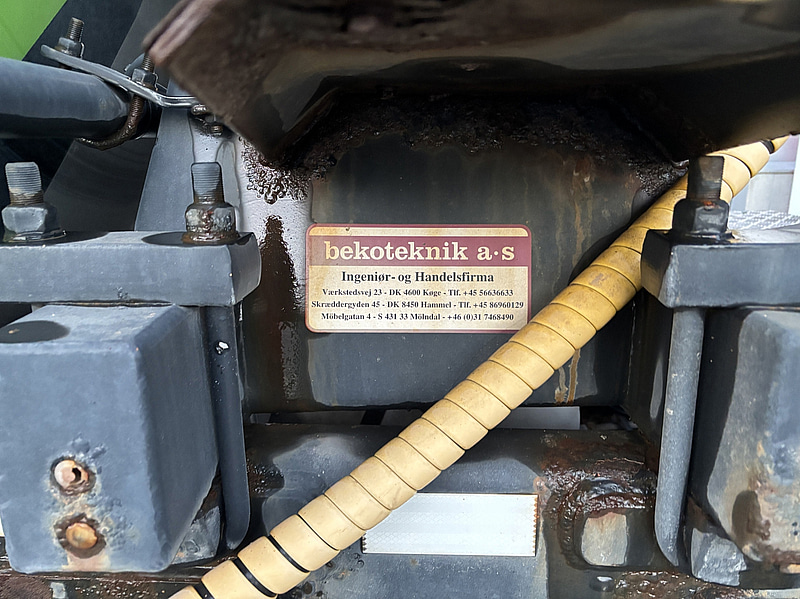 bekoteknik a·s
Ingeniør- og Handelsfirma
Værkstedsvej 23 - DK 4600 Køge - Tlf. +45 56636633
Skræddergyden 45 - DK 8450 Hammel - Tlf. +45 86960129
Möbelgatan 4 - S 431 33 Mölndal - +46 (0)31 7468490